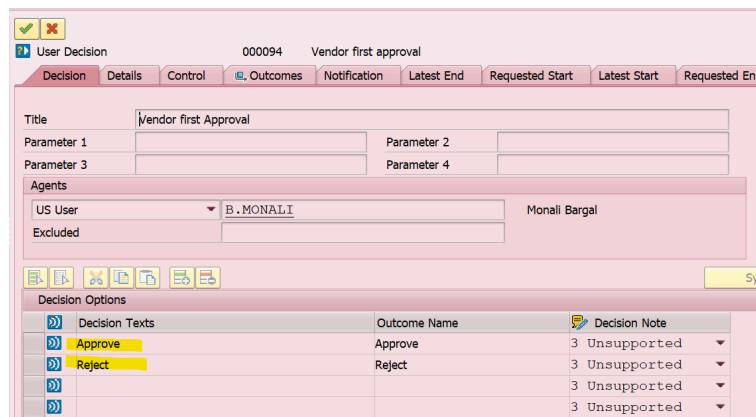 User Decision 000094 Vendor first approval
Decision Details Control Outcomes Notification Latest End Requested Start Latest Start Requested En
Title Vendor first Approval
Parameter 1 Parameter 2
Parameter 3 Parameter 4
Agents
US User B.MONALI Monali Bargal
Excluded
Sy
Decision Options
Decision Texts Outcome Name Decision Note
Approve Approve 3 Unsupported
Reject Reject 3 Unsupported
3 Unsupported
3 Unsupported